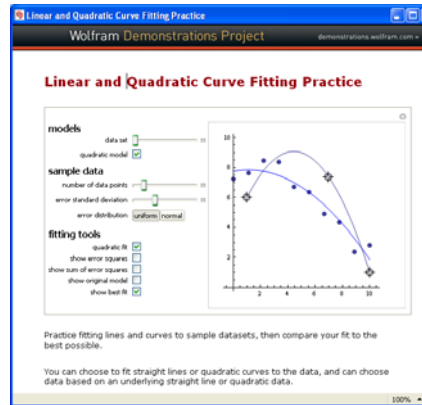 Linear and Quadratic Curve Fitting Practice
Wolfram Demonstrations Project
demonstrations.wolfram.com »
Linear and Quadratic Curve Fitting Practice
models
data set
quadratic model
sample data
number of data points
error standard deviation
error distribution uniform normal
fitting tools
quadratic fit
show error squares
show sum of error squares
show original model
show best fit
10
8
6
4
2
2 4 6 8 10
Practice fitting lines and curves to sample datasets, then compare your fit to the
best possible.
You can choose to fit straight lines or quadratic curves to the data, and can choose
data based on an underlying straight line or quadratic data.
100%